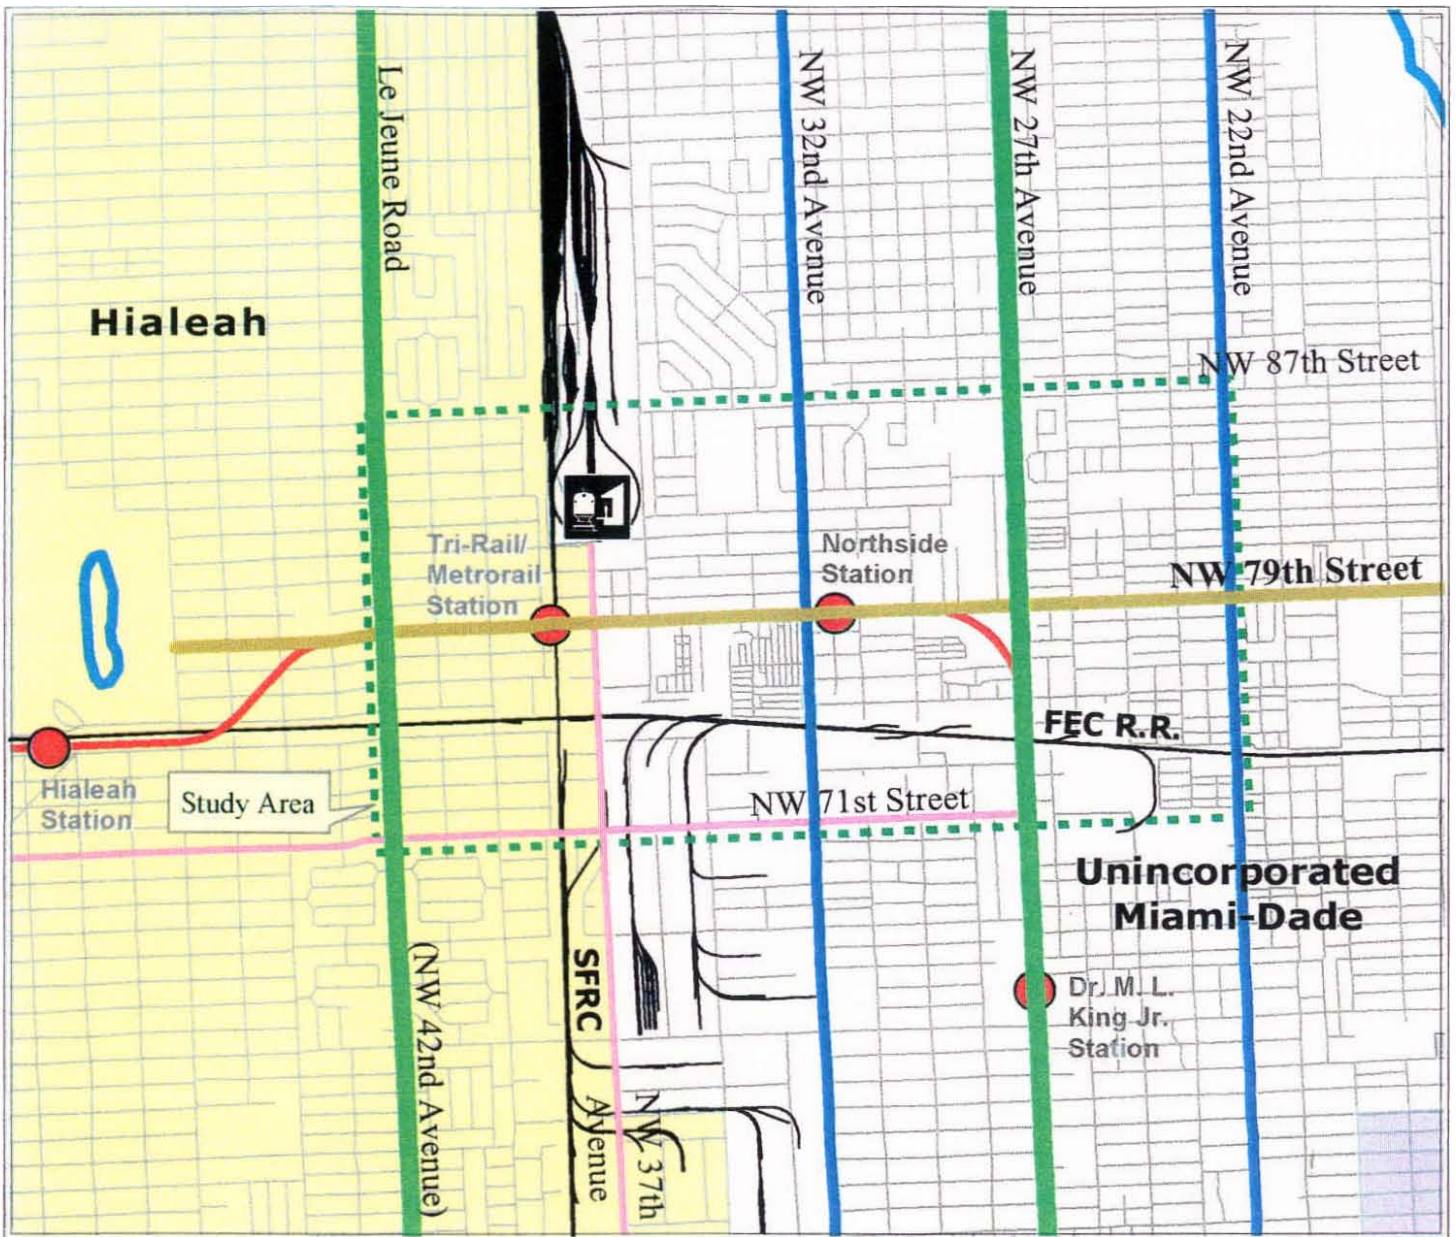 Le Jeune Road
NW 32nd Avenue
NW 27th Avenue
NW 22nd Avenue
Hialeah
NW 87th Street
Tri-Rail/
Metrorail
Station
Northside
Station
NW 79th Street
FEC R.R.
Hialeah
Station
Study Area
NW 71st Street
Unincorporated
Miami-Dade
(NW 42nd Avenue)
SFRC
Dr. M. L.
King Jr.
Station
NW 37th
Avenue